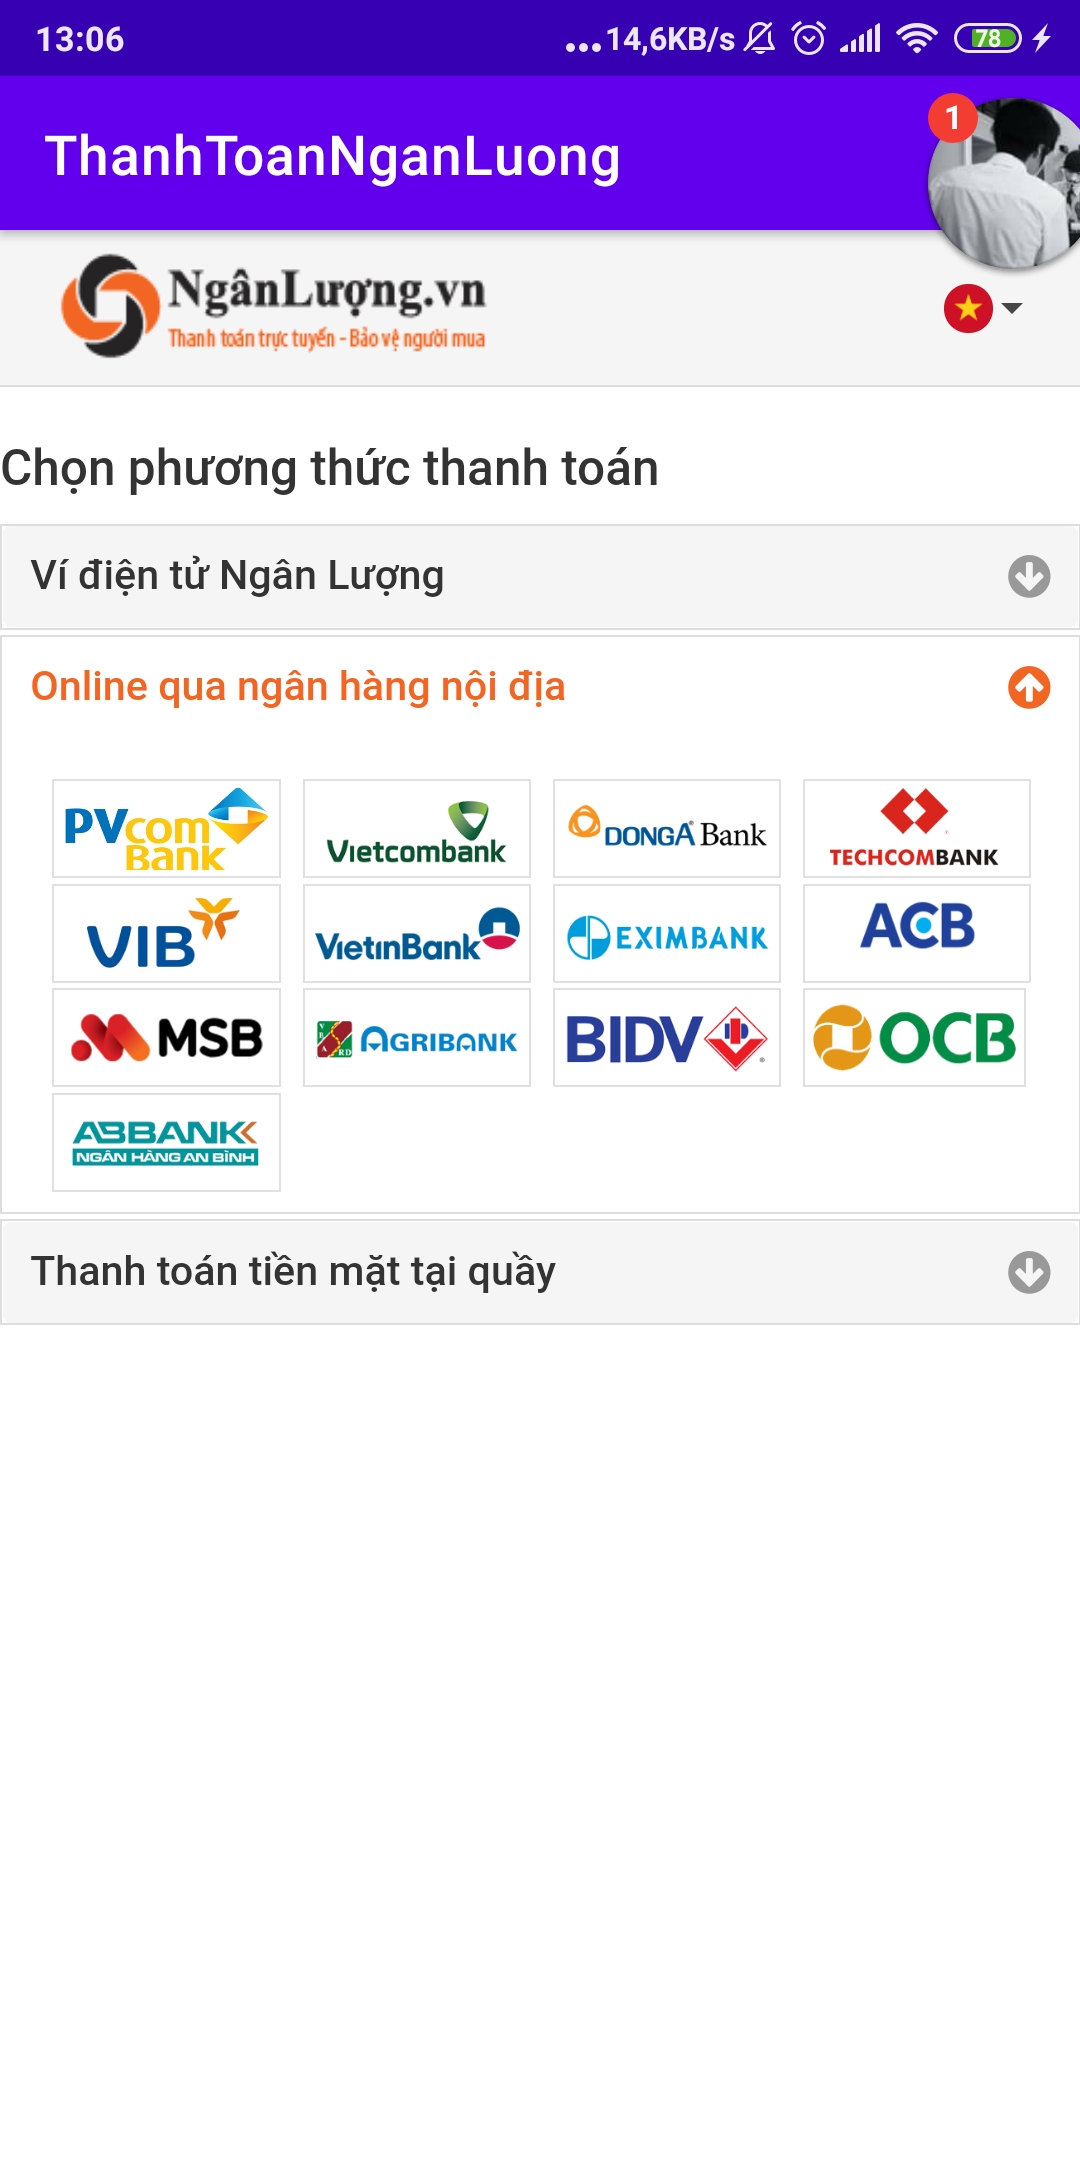 13:06
...14,6KB/s
78
ThanhToanNganLuong
1
NgânLượng.vn
Thanh toán trực tuyến - Bảo vệ người mua
Chọn phương thức thanh toán
Ví điện tử Ngân Lượng
Online qua ngân hàng nội địa
PVcom Bank
Vietcombank
DONGA Bank
TECHCOMBANK
VIB
VietinBank
EXIMBANK
ACB
MSB
AGRIBANK
BIDV
OCB
ABBANK
NGÂN HÀNG AN BÌNH
Thanh toán tiền mặt tại quầy